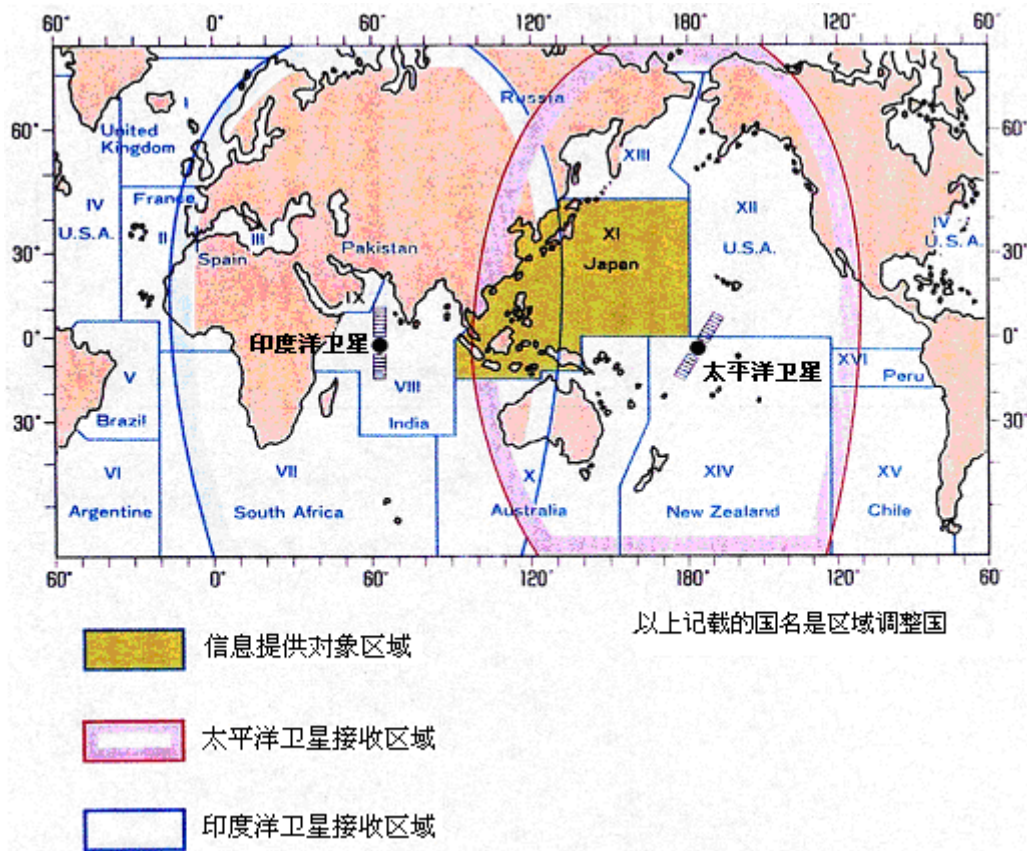 60° 0° 60° 120° 180° 120° 60°
I
Russia
60° 60°
United
Kingdom
XIII
France
IV XII IV
U.S.A. II III Pakistan XI U.S.A. U.S.A.
Spain Japan
30° 30°
IX
0° 印度洋卫星 太平洋卫星 0°
XVI
Peru
V VIII
Brazil India
30° 30°
VI VII X XIV XV
Argentine South Africa Australia New Zealand Chile
60° 0° 60° 120° 180° 120° 60°
以上记载的国名是区域调整国
信息提供对象区域
太平洋卫星接收区域
印度洋卫星接收区域